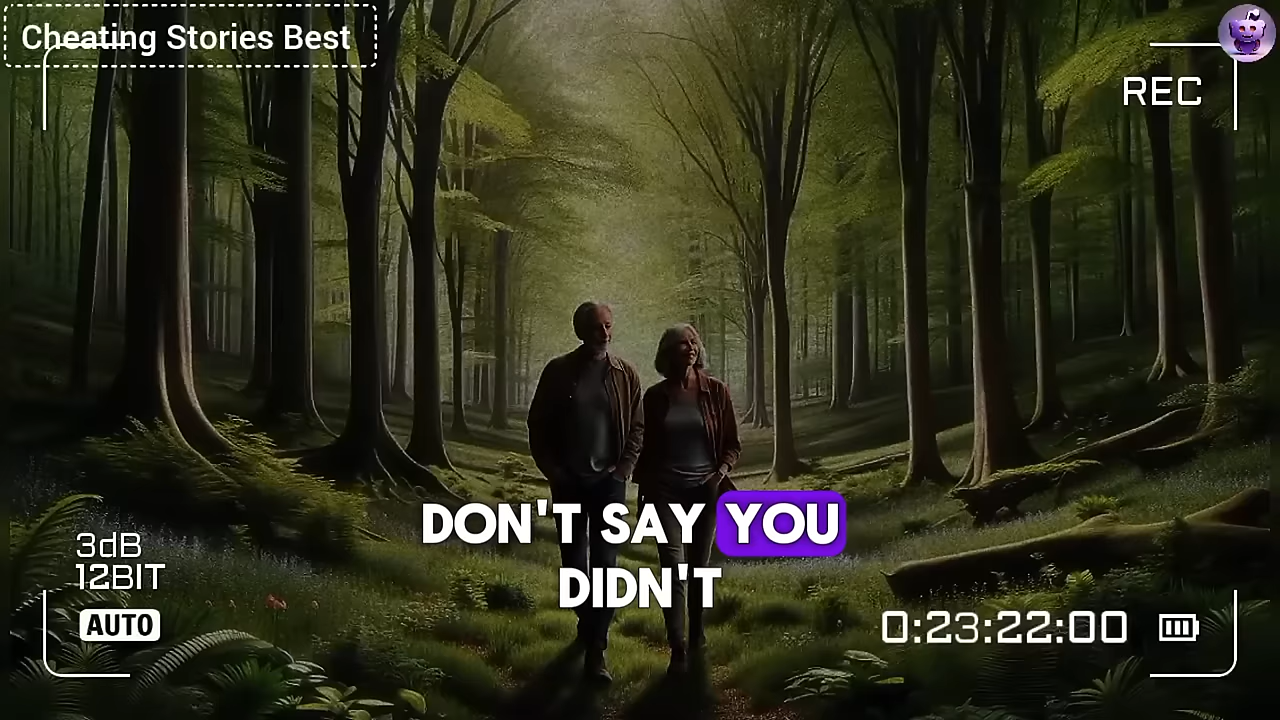 Cheating Stories Best
REC
DON'T SAY YOU
DIDN'T
3dB
12BIT
AUTO
0:23:22:00